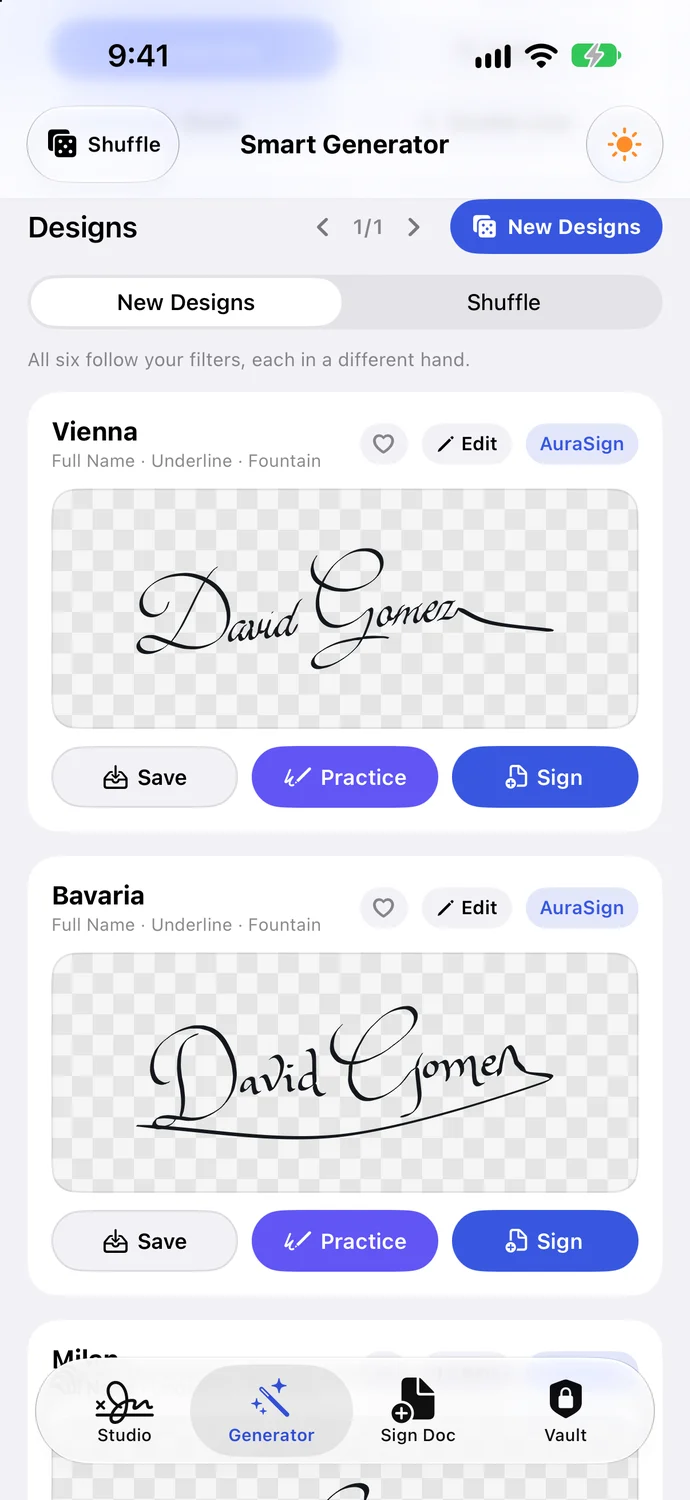 9:41
Shuffle
Smart Generator
Designs
1/1
New Designs
New Designs
Shuffle
All six follow your filters, each in a different hand.
Vienna
Edit
AuraSign
Full Name · Underline · Fountain
David Gomez
Save
Practice
Sign
Bavaria
Edit
AuraSign
Full Name · Underline · Fountain
David Gomez
Save
Practice
Sign
Milan
Studio
Generator
Sign Doc
Vault